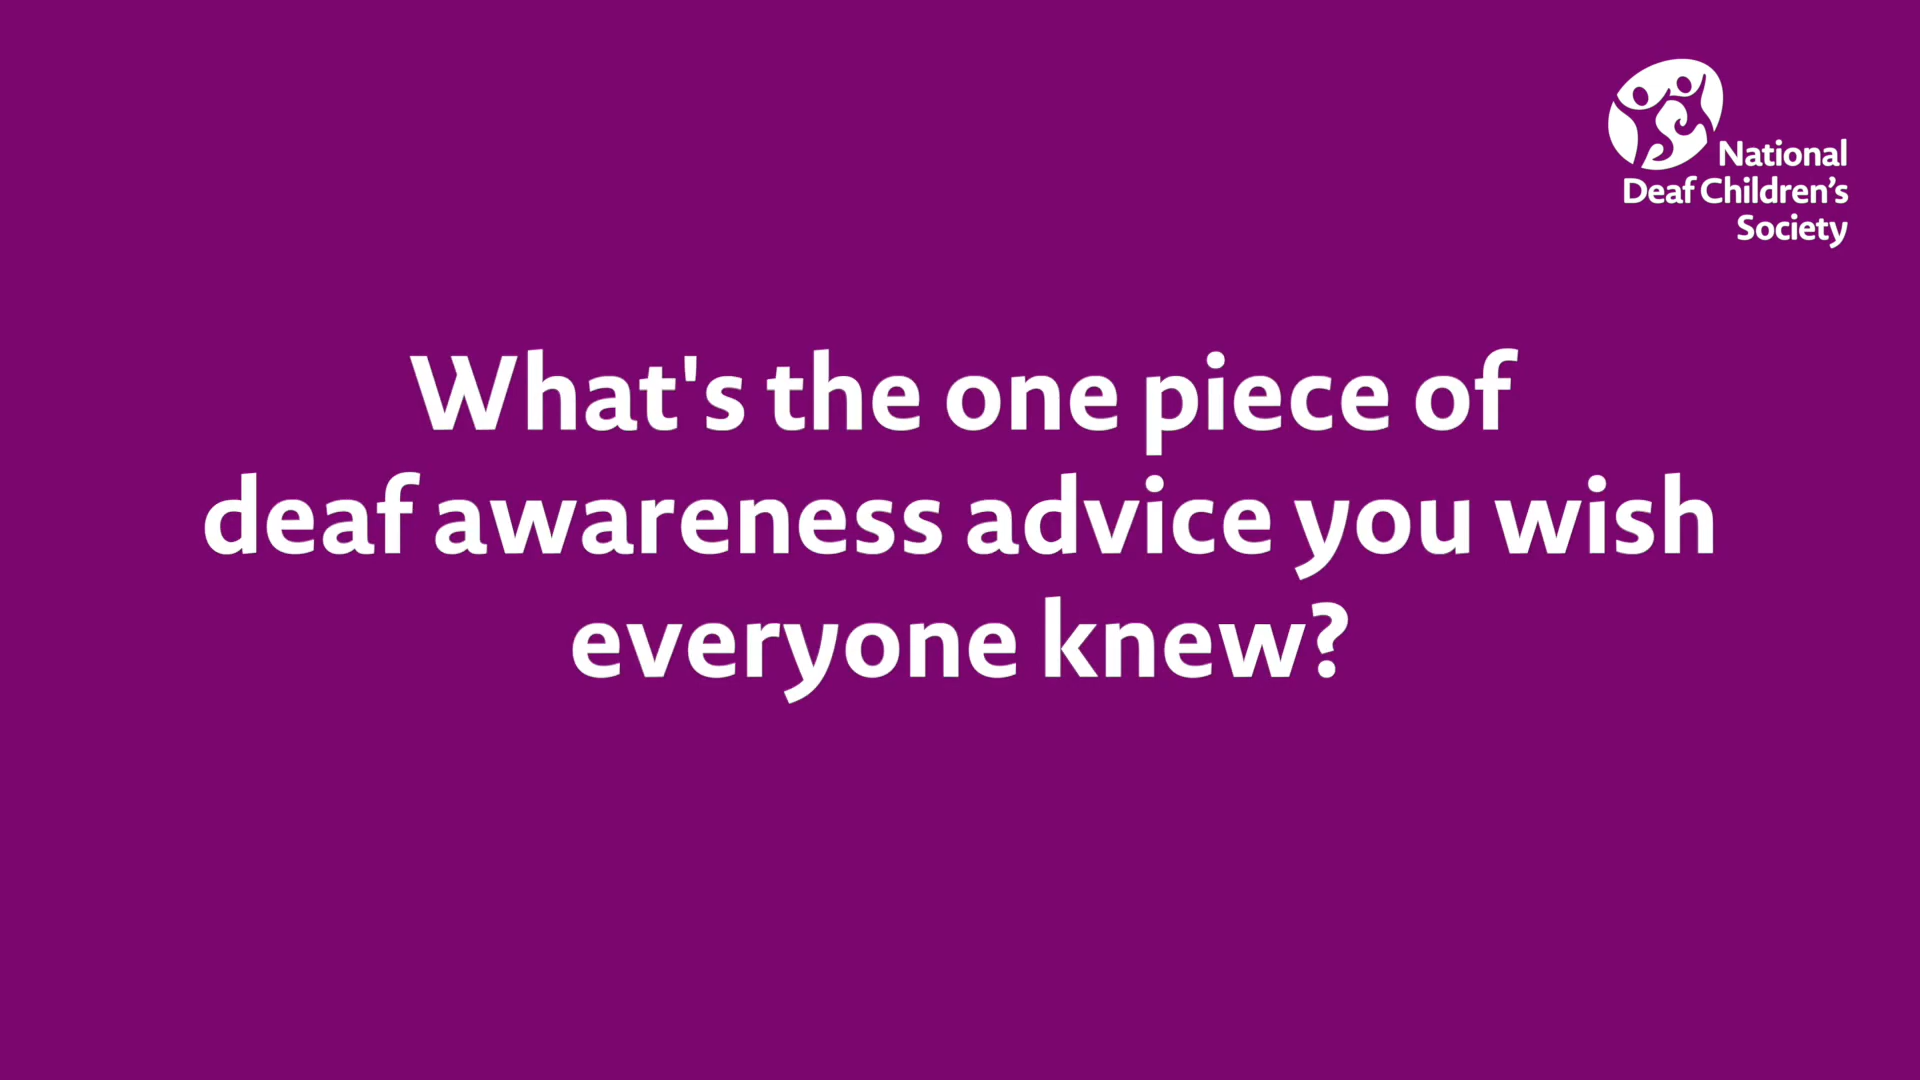 National
Deaf Children’s
Society
What's the one piece of
deaf awareness advice you wish
everyone knew?